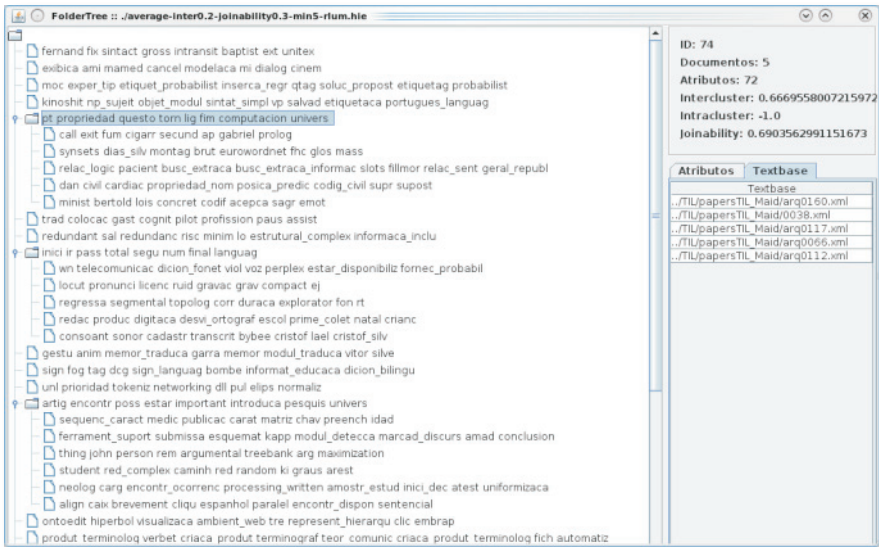 FolderTree :: ./average-inter0.2-joinability0.3-min5-rlum.hie
fernand fix sintact gross intransit baptist ext unitex
exibica ami mamed cancel modelaca mi dialog cinem
moc exper_tip etiquet_probabilist inserca_regr qtag soluc_propost etiquetag probabilist
kinoshit np_sujeit objet_modul sintat_simpl vp salvad etiquetaca portugues_languag
pt propriedad questo torn lig fim computacion univers
call exit fum cigarr secund ap gabriel prolog
synsets dias_silv montag brut eurowordnet fhc glos mass
relac_logic pacient busc_extraca busc_extraca_informac slots fillmor relac_sent geral_republ
dan civil cardiac propriedad_nom posica_predic codig_civil supr supost
minist bertold lois concret codif acepca sagr emot
trad colocac gast cognit pilot profission paus assist
redundant sal redundanc risc minim lo estrutural_complex informaca_inclu
inici ir pass total segu num final languag
wn telecomunicac dicion_fonet viol voz perplex estar_disponibiliz fornec_probabil
locut pronunci licenc ruid gravac grav compact ej
regressa segmental topolog corr duraca explorator fon rt
redac produc digitaca desvi_ortograf escol prime_colet natal crianc
consoant sonor cadastr transcrit bybee cristof lael cristof_silv
gestu anim memor_traduca garra memor modul_traduca vitor silve
sign fog tag dcg sign_languag bombe informat_educaca dicion_bilingu
unl prioridad tokeniz networking dll pul elips normaliz
artig encontr poss estar important introduca pesquis univers
sequenc_caract medic publicac carat matriz chav preench idad
ferrament_suport submissa esquemat kapp modul_detecca marcad_discurs amad conclusion
thing john person rem argumental treebank arg maximization
student red_complex caminh red random ki graus arest
neolog carg encontr_ocorrenc processing_written amostr_estud inici_dec atest uniformizaca
align caix brevement cliqu espanhol paralel encontr_dispon sentencial
ontoedit hiperbol visualizaca ambient_web tre represent_hierarqu clic embrap
produt terminolog verbet criaca produt terminograf teor comunic criaca produt terminolog fich automatiz
ID: 74
Documentos: 5
Atributos: 72
Intercluster: 0.6669558007215972
Intracluster: -1.0
Joinability: 0.6903562991151673
Atributos Textbase
Textbase
../TIL/papersTIL_Maid/arq0160.xml
../TIL/papersTIL_Maid/0038.xml
../TIL/papersTIL_Maid/arq0117.xml
../TIL/papersTIL_Maid/arq0066.xml
../TIL/papersTIL_Maid/arq0112.xml